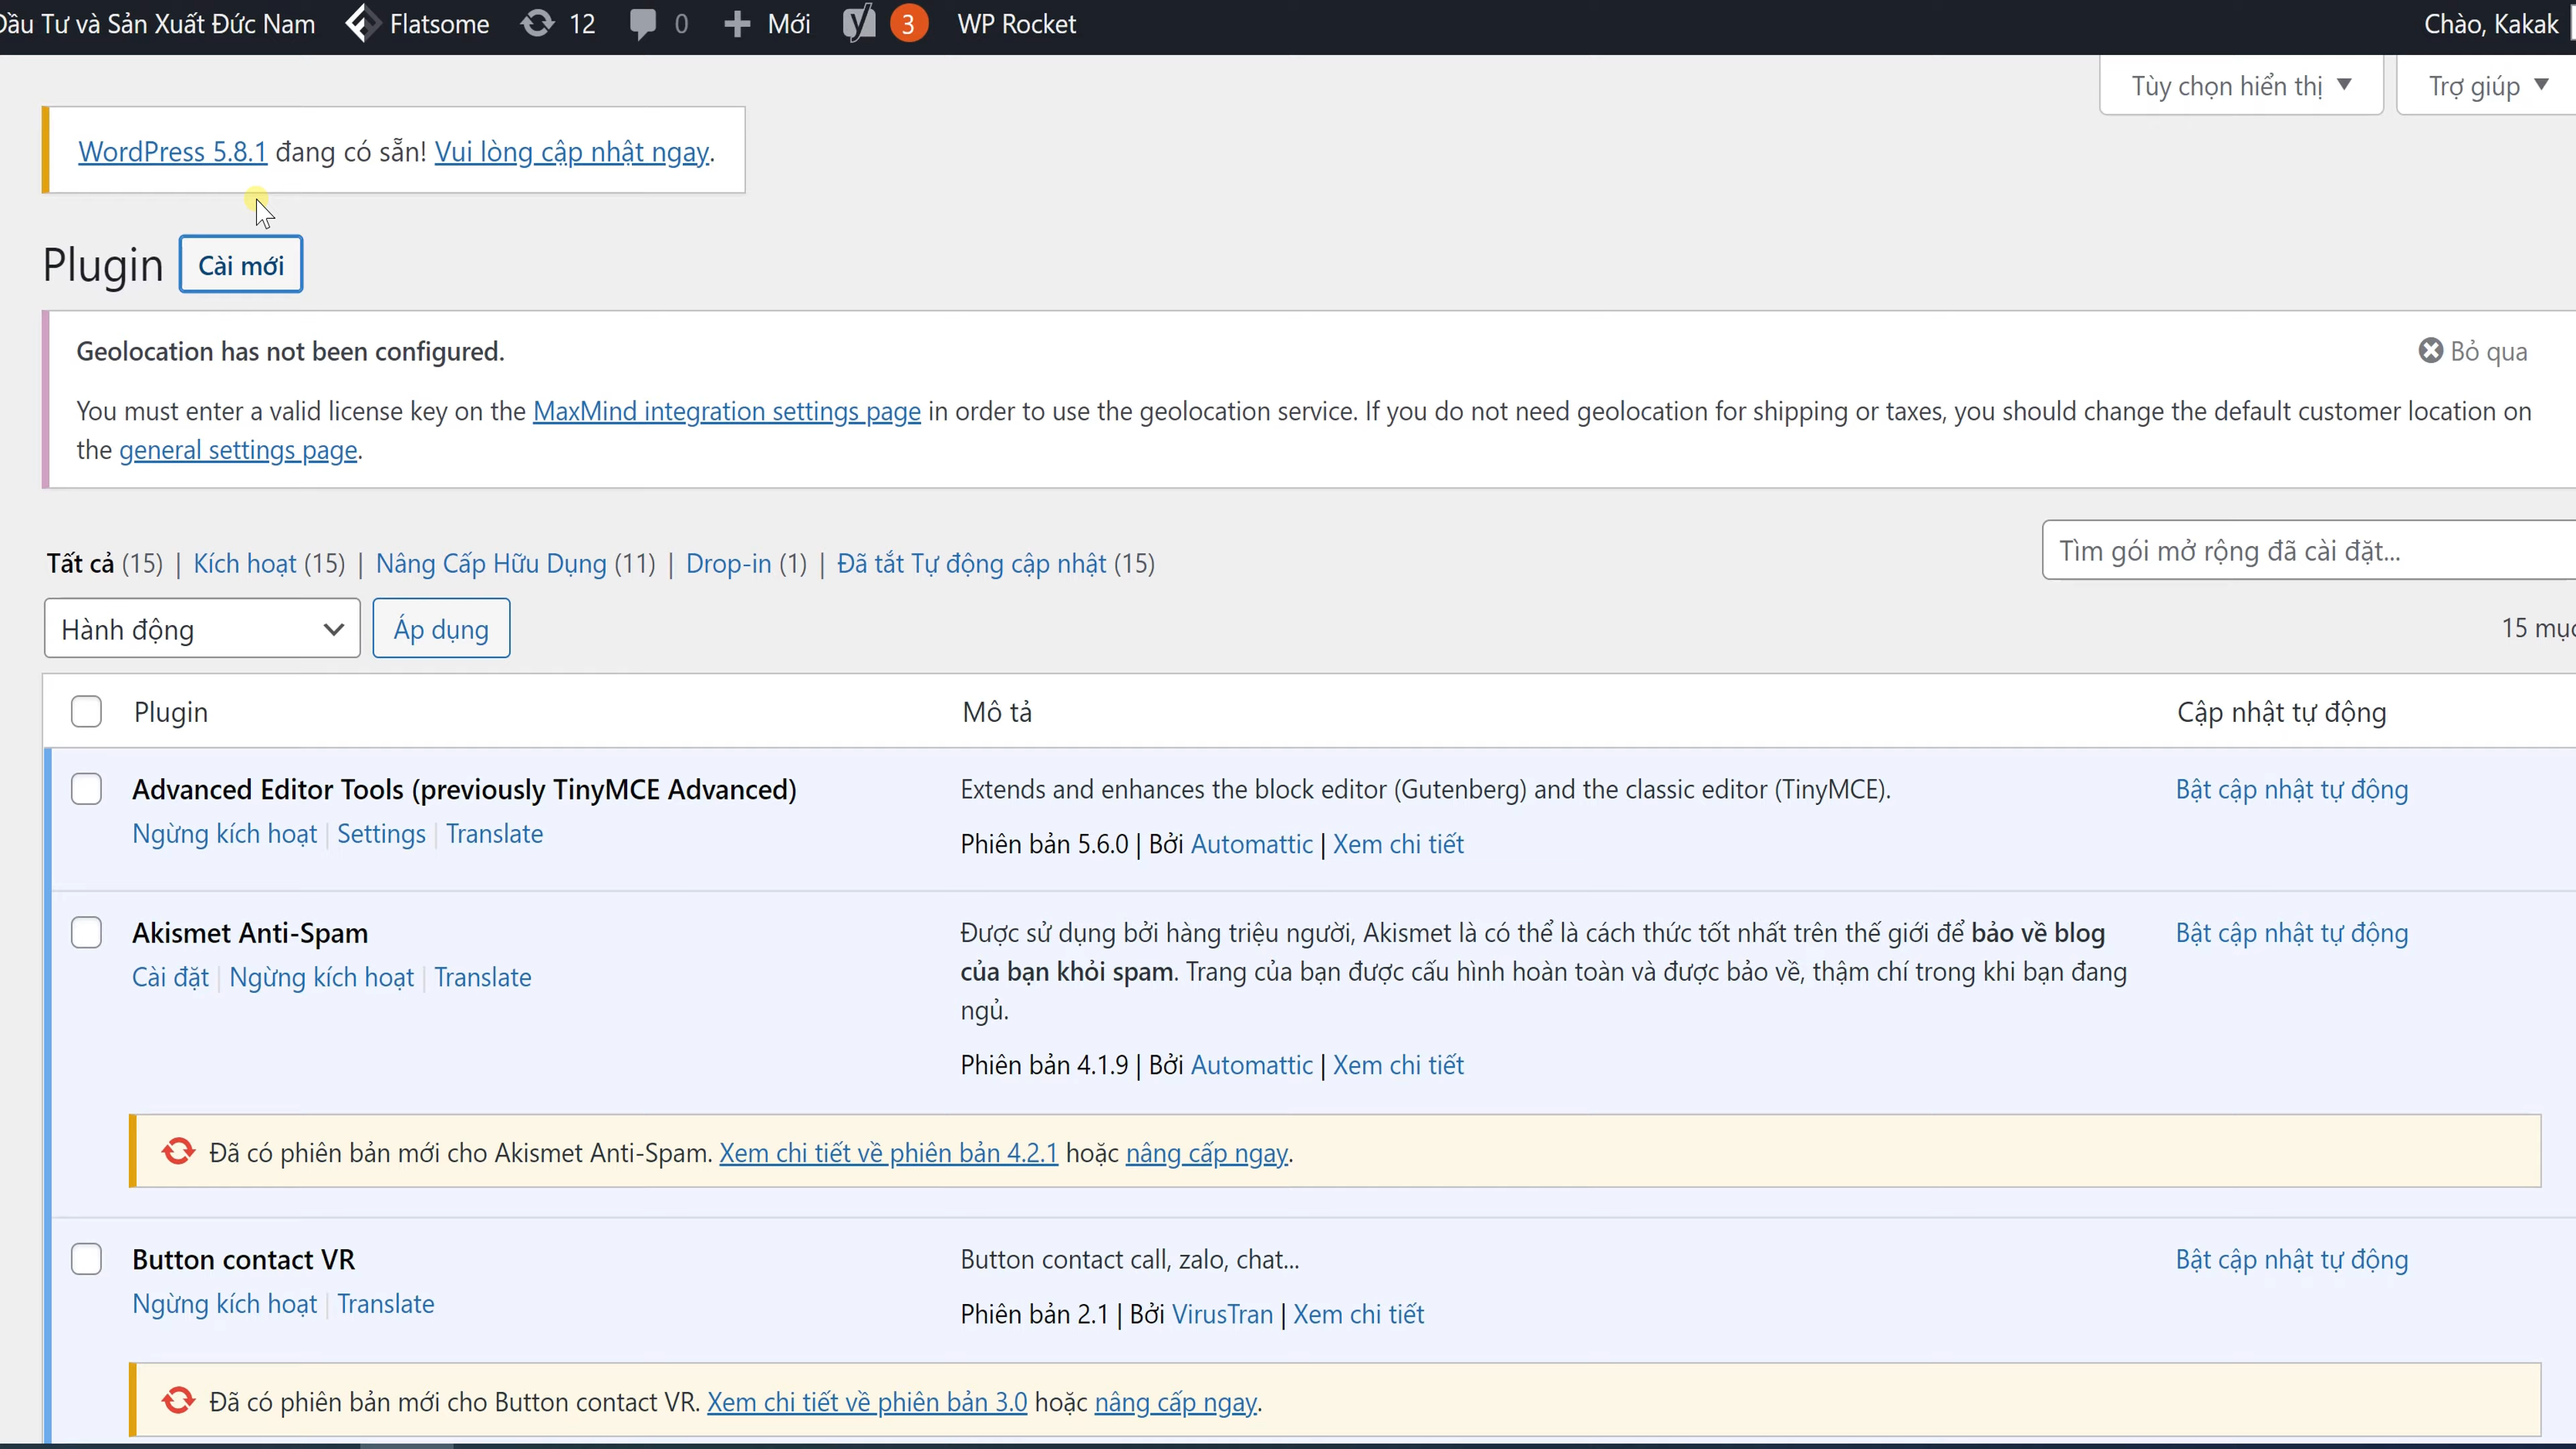 Đầu Tư và Sản Xuất Đức Nam Flatsome 12 0 Mới 3 WP Rocket Chào, Kakak
Tùy chọn hiển thị Trợ giúp
WordPress 5.8.1 đang có sẵn! Vui lòng cập nhật ngay.
Plugin Cài mới
Geolocation has not been configured. Bỏ qua
You must enter a valid license key on the MaxMind integration settings page in order to use the geolocation service. If you do not need geolocation for shipping or taxes, you should change the default customer location on
the general settings page.
Tất cả (15) | Kích hoạt (15) | Nâng Cấp Hữu Dụng (11) | Drop-in (1) | Đã tắt Tự động cập nhật (15)
Tìm gói mở rộng đã cài đặt...
Hành động Áp dụng 15 mục
Plugin Mô tả Cập nhật tự động
Advanced Editor Tools (previously TinyMCE Advanced) Extends and enhances the block editor (Gutenberg) and the classic editor (TinyMCE). Bật cập nhật tự động
Ngừng kích hoạt | Settings | Translate
Phiên bản 5.6.0 | Bởi Automattic | Xem chi tiết
Akismet Anti-Spam Được sử dụng bởi hàng triệu người, Akismet là có thể là cách thức tốt nhất trên thế giới để bảo vệ blog Bật cập nhật tự động
của bạn khỏi spam. Trang của bạn được cấu hình hoàn toàn và được bảo vệ, thậm chí trong khi bạn đang
Cài đặt | Ngừng kích hoạt | Translate
ngủ.
Phiên bản 4.1.9 | Bởi Automattic | Xem chi tiết
Đã có phiên bản mới cho Akismet Anti-Spam. Xem chi tiết về phiên bản 4.2.1 hoặc nâng cấp ngay.
Button contact VR Button contact call, zalo, chat... Bật cập nhật tự động
Ngừng kích hoạt | Translate
Phiên bản 2.1 | Bởi VirusTran | Xem chi tiết
Đã có phiên bản mới cho Button contact VR. Xem chi tiết về phiên bản 3.0 hoặc nâng cấp ngay.